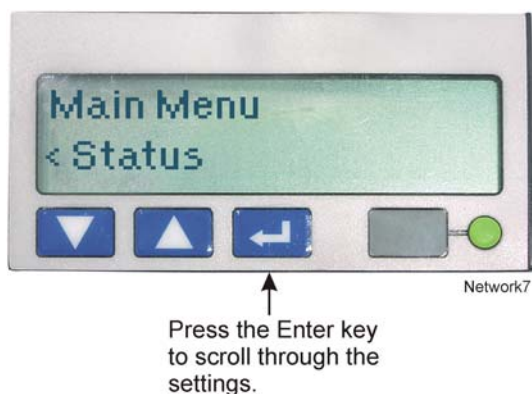 Main Menu
< Status
Network7
Press the Enter key
to scroll through the
settings.